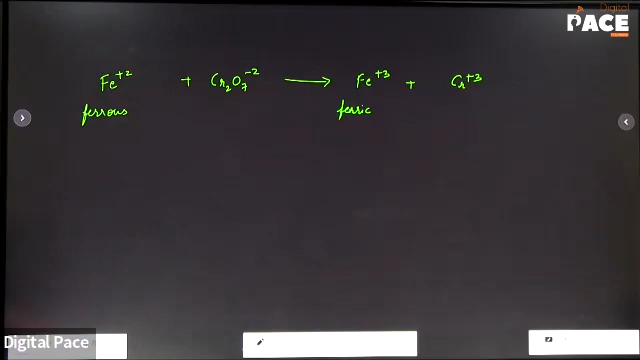 Digital
PACE
Fe+2 + Cr2O7-2 → Fe+3 + Cr+3
ferrous ferric
Digital Pace